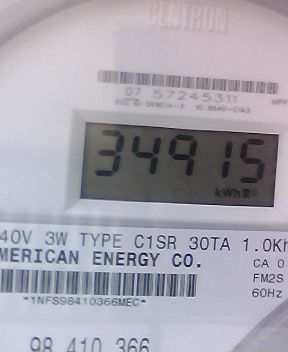 CENTRON
07 57245311
34915
kWh
40V 3W TYPE C1SR 30TA 1.0Kh
MERICAN ENERGY CO.
CA 0
FM2S
60Hz
*1NFS98410366MEC*
98 410 366